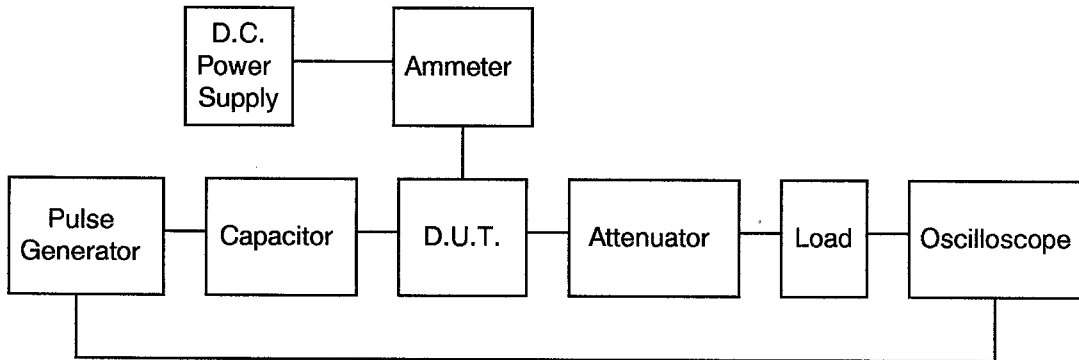 D.C.
Power
Supply
Ammeter
Pulse
Generator
Capacitor
D.U.T.
Attenuator
Load
Oscilloscope